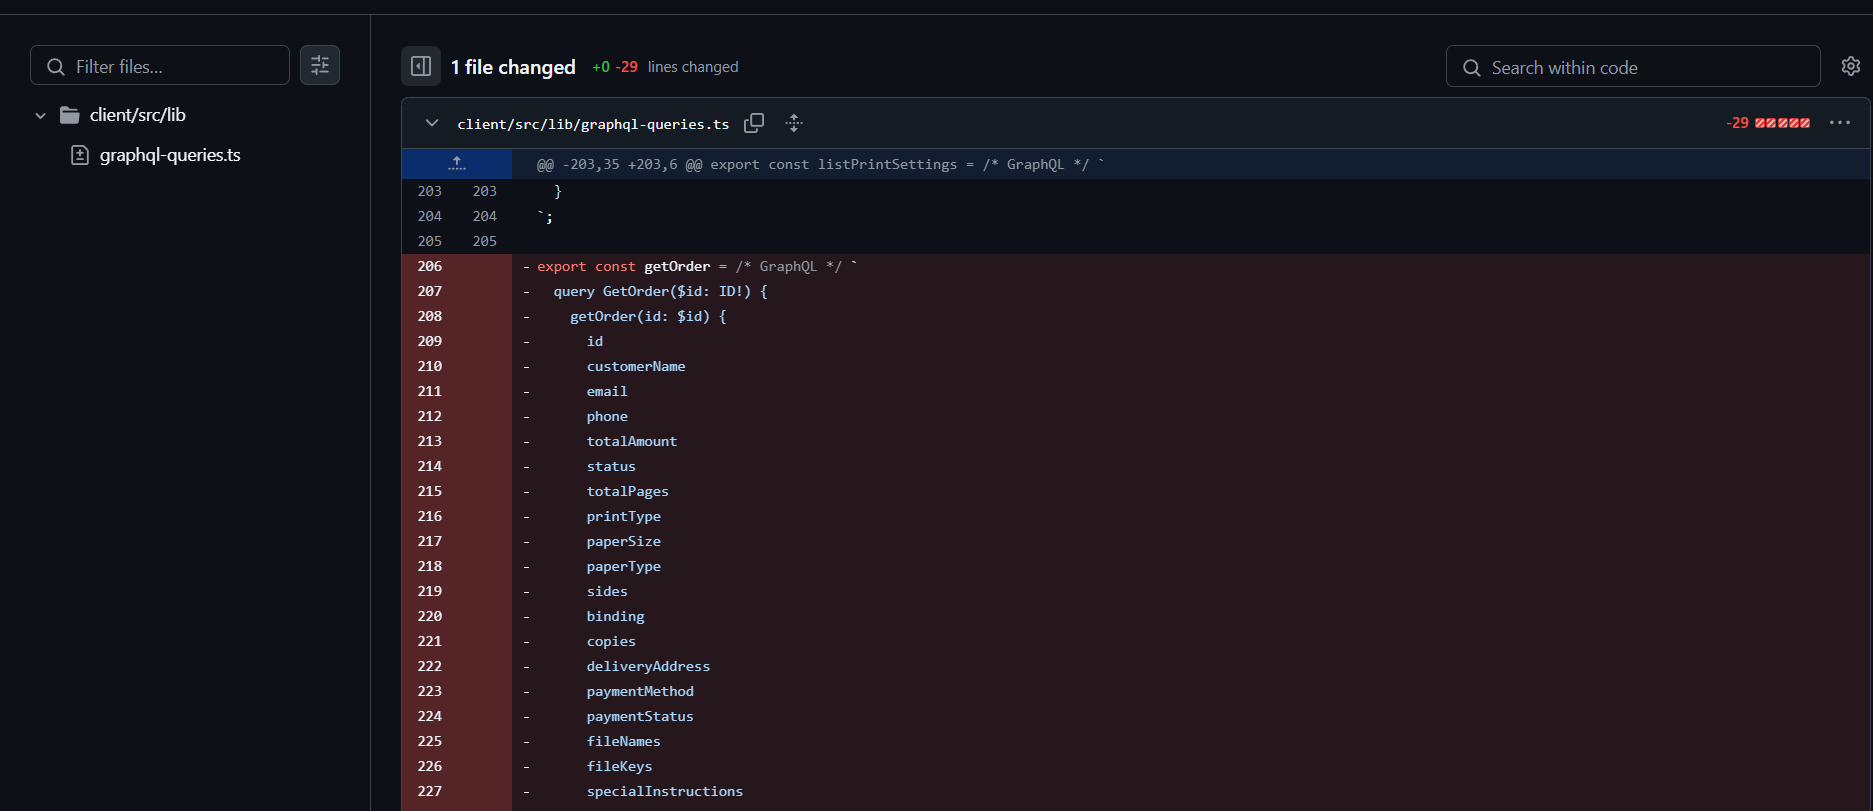 Filter files...
client/src/lib
graphql-queries.ts
1 file changed +0 -29 lines changed
Search within code
client/src/lib/graphql-queries.ts
-29
@@ -203,35 +203,6 @@ export const listPrintSettings = /* GraphQL */ `
203 203 }
204 204 `;
205 205
206 - export const getOrder = /* GraphQL */ `
207 - query GetOrder($id: ID!) {
208 - getOrder(id: $id) {
209 - id
210 - customerName
211 - email
212 - phone
213 - totalAmount
214 - status
215 - totalPages
216 - printType
217 - paperSize
218 - paperType
219 - sides
220 - binding
221 - copies
222 - deliveryAddress
223 - paymentMethod
224 - paymentStatus
225 - fileNames
226 - fileKeys
227 - specialInstructions